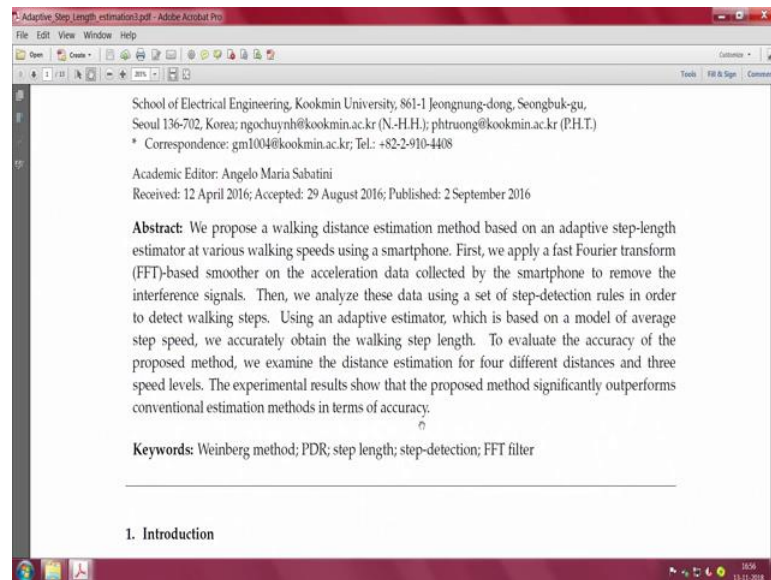 Adaptive_Step_Length_estimation3.pdf - Adobe Acrobat Pro
File Edit View Window Help
Open Create Customize
1 / 13 205% Tools Fill & Sign Comment
School of Electrical Engineering, Kookmin University, 861-1 Jeongnung-dong, Seongbuk-gu,
Seoul 136-702, Korea; ngochuynh@kookmin.ac.kr (N.-H.H.); phtruong@kookmin.ac.kr (P.H.T.)
* Correspondence: gm1004@kookmin.ac.kr; Tel.: +82-2-910-4408
Academic Editor: Angelo Maria Sabatini
Received: 12 April 2016; Accepted: 29 August 2016; Published: 2 September 2016
Abstract: We propose a walking distance estimation method based on an adaptive step-length
estimator at various walking speeds using a smartphone. First, we apply a fast Fourier transform
(FFT)-based smoother on the acceleration data collected by the smartphone to remove the
interference signals. Then, we analyze these data using a set of step-detection rules in order
to detect walking steps. Using an adaptive estimator, which is based on a model of average
step speed, we accurately obtain the walking step length. To evaluate the accuracy of the
proposed method, we examine the distance estimation for four different distances and three
speed levels. The experimental results show that the proposed method significantly outperforms
conventional estimation methods in terms of accuracy.
Keywords: Weinberg method; PDR; step length; step-detection; FFT filter
1. Introduction
16:56
13-11-2018